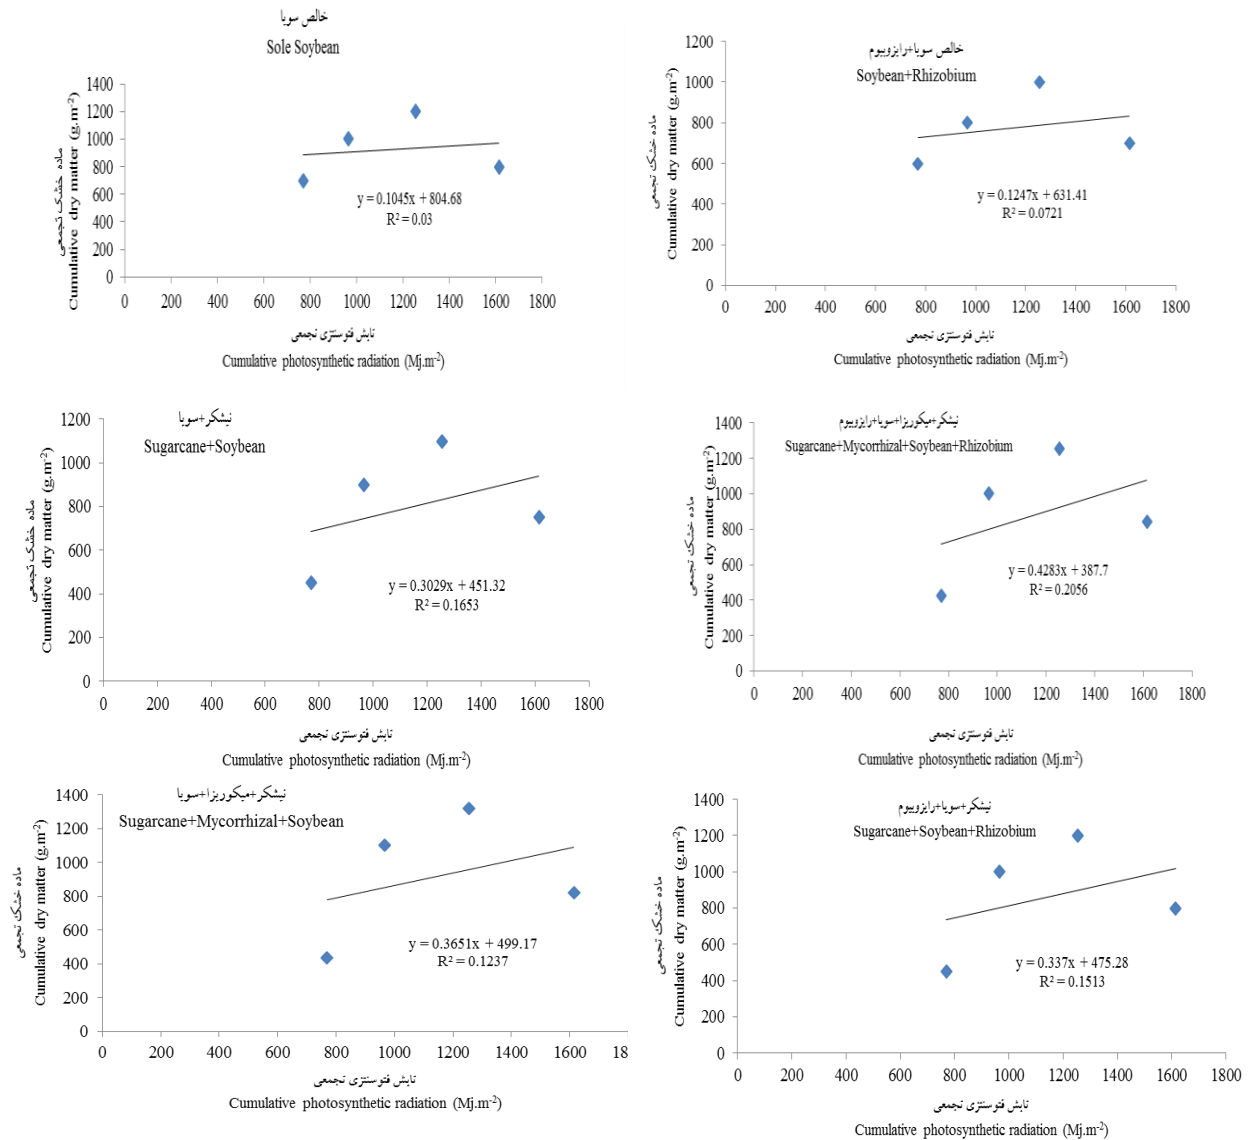 خالص سویا
Sole Soybean
1400
1200
1000
800
600
400
200
0
ماده خشک تجمعی
Cumulative dry matter (g.m-2)
y = 0.1045x + 804.68
R² = 0.03
0 200 400 600 800 1000 1200 1400 1600 1800
تابش فتوسنتزی تجمعی
Cumulative photosynthetic radiation (Mj.m-2)
خالص سویا+رایزوبیوم
Soybean+Rhizobium
1200
1000
800
600
400
200
0
ماده خشک تجمعی
Cumulative dry matter (g.m-2)
y = 0.1247x + 631.41
R² = 0.0721
0 200 400 600 800 1000 1200 1400 1600 1800
تابش فتوسنتزی تجمعی
Cumulative photosynthetic radiation (Mj.m-2)
نیشکر+سویا
Sugarcane+Soybean
1200
1000
800
600
400
200
0
ماده خشک تجمعی
Cumulative dry matter (g.m-2)
y = 0.3029x + 451.32
R² = 0.1653
0 200 400 600 800 1000 1200 1400 1600 1800
تابش فتوسنتزی تجمعی
Cumulative photosynthetic radiation (Mj.m-2)
نیشکر+میکوریزا+سویا+رایزوبیوم
Sugarcane+Mycorrhizal+Soybean+Rhizobium
1400
1200
1000
800
600
400
200
0
ماده خشک تجمعی
Cumulative dry matter (g.m-2)
y = 0.4283x + 387.7
R² = 0.2056
0 200 400 600 800 1000 1200 1400 1600 1800
تابش فتوسنتزی تجمعی
Cumulative photosynthetic radiation (Mj.m-2)
نیشکر+میکوریزا+سویا
Sugarcane+Mycorrhizal+Soybean
1400
1200
1000
800
600
400
200
0
ماده خشک تجمعی
Cumulative dry matter (g.m-2)
y = 0.3651x + 499.17
R² = 0.1237
0 200 400 600 800 1000 1200 1400 1600 18
تابش فتوسنتزی تجمعی
Cumulative photosynthetic radiation (Mj.m-2)
نیشکر+سویا+رایزوبیوم
Sugarcane+Soybean+Rhizobium
1400
1200
1000
800
600
400
200
0
ماده خشک تجمعی
Cumulative dry matter (g.m-2)
y = 0.337x + 475.28
R² = 0.1513
0 200 400 600 800 1000 1200 1400 1600 1800
تابش فتوسنتزی تجمعی
Cumulative photosynthetic radiation (Mj.m-2)